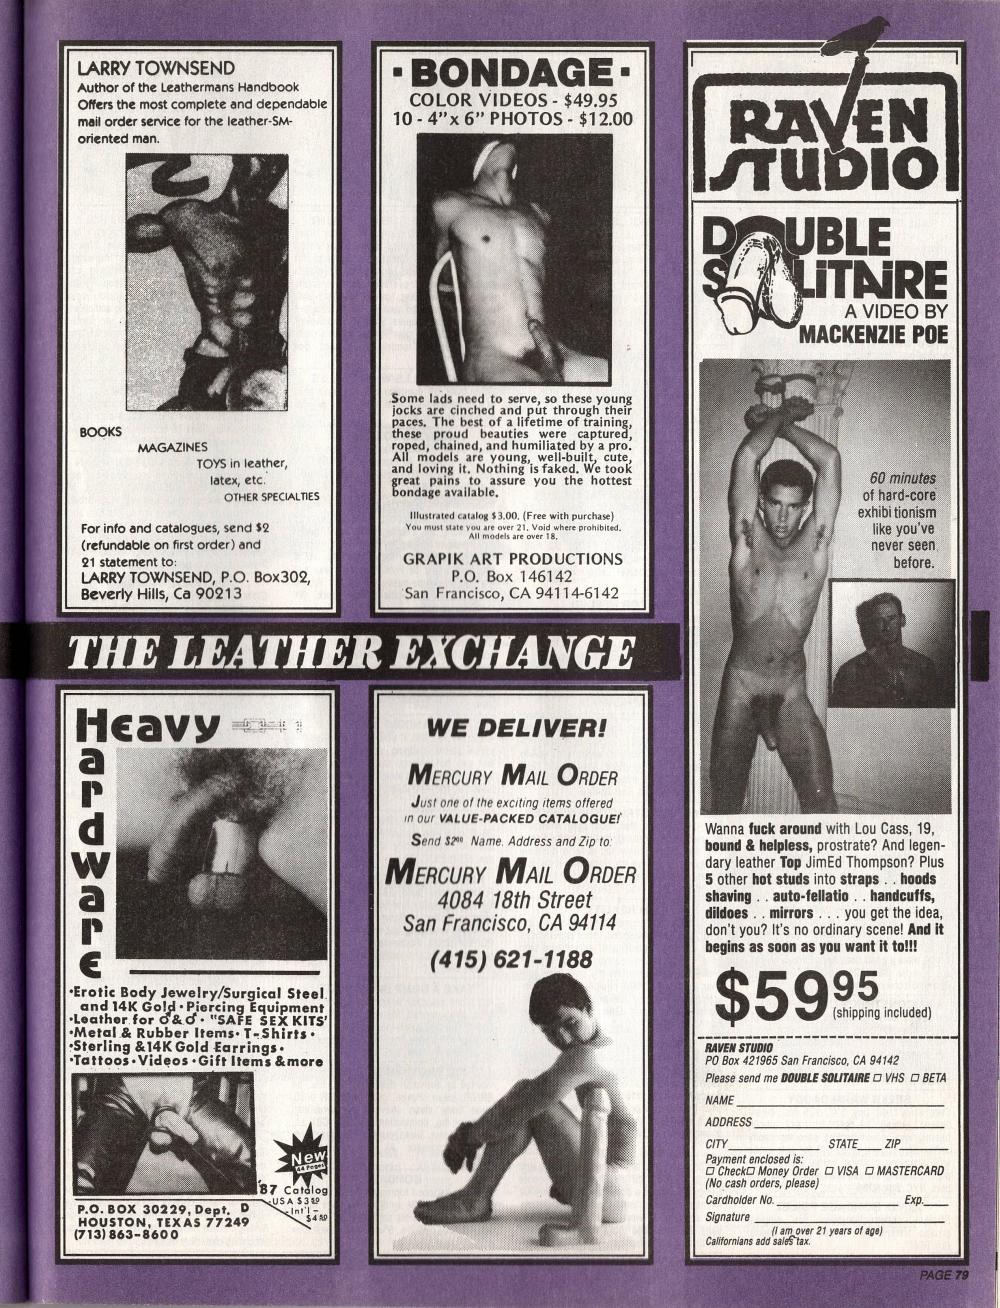 LARRY TOWNSEND
Author of the Leathermans Handbook
Offers the most complete and dependable
mail order service for the leather-SM-
oriented man.
BOOKS
MAGAZINES
TOYS in leather,
latex, etc.
OTHER SPECIALTIES
For info and catalogues, send $2
(refundable on first order) and
21 statement to:
LARRY TOWNSEND, P.O. Box302,
Beverly Hills, Ca 90213
· BONDAGE ·
COLOR VIDEOS - $49.95
10 - 4"x 6" PHOTOS - $12.00
Some lads need to serve, so these young
jocks are cinched and put through their
paces. The best of a lifetime of training,
these proud beauties were captured,
roped, chained, and humiliated by a pro.
All models are young, well-built, cute,
and loving it. Nothing is faked. We took
great pains to assure you the hottest
bondage available.
Illustrated catalog $3.00. (Free with purchase)
You must state you are over 21. Void where prohibited.
All models are over 18.
GRAPIK ART PRODUCTIONS
P.O. Box 146142
San Francisco, CA 94114-6142
RAVEN
STUDIO
DOUBLE
SOLITAIRE
A VIDEO BY
MACKENZIE POE
60 minutes
of hard-core
exhibitionism
like you've
never seen
before.
Wanna fuck around with Lou Cass, 19,
bound & helpless, prostrate? And legen-
dary leather Top JimEd Thompson? Plus
5 other hot studs into straps . . hoods
shaving . . auto-fellatio . . handcuffs,
dildoes . . mirrors . . . you get the idea,
don't you? It's no ordinary scene! And it
begins as soon as you want it to!!!
$59 95
(shipping included)
RAVEN STUDIO
PO Box 421965 San Francisco, CA 94142
Please send me DOUBLE SOLITAIRE □ VHS □ BETA
NAME
ADDRESS
CITY STATE ZIP
Payment enclosed is:
□ Check □ Money Order □ VISA □ MASTERCARD
(No cash orders, please)
Cardholder No. Exp.
Signature
(I am over 21 years of age)
Californians add sales tax.
THE LEATHER EXCHANGE
Heavy
Hardware
·Erotic Body Jewelry/Surgical Steel
and 14K Gold · Piercing Equipment
·Leather for ♂&♂ · "SAFE SEX KITS'
·Metal & Rubber Items · T-Shirts ·
·Sterling &14K Gold Earrings ·
·Tattoos · Videos · Gift Items & more
New
44 Pages
'87 Catalog
-USA $3 50
-Int'l -
$4 50
P.O. BOX 30229, Dept. D
HOUSTON, TEXAS 77249
(713) 863-8600
WE DELIVER!
MERCURY MAIL ORDER
Just one of the exciting items offered
in our VALUE-PACKED CATALOGUE!
Send $2 00 Name, Address and Zip to:
MERCURY MAIL ORDER
4084 18th Street
San Francisco, CA 94114
(415) 621-1188
PAGE 79